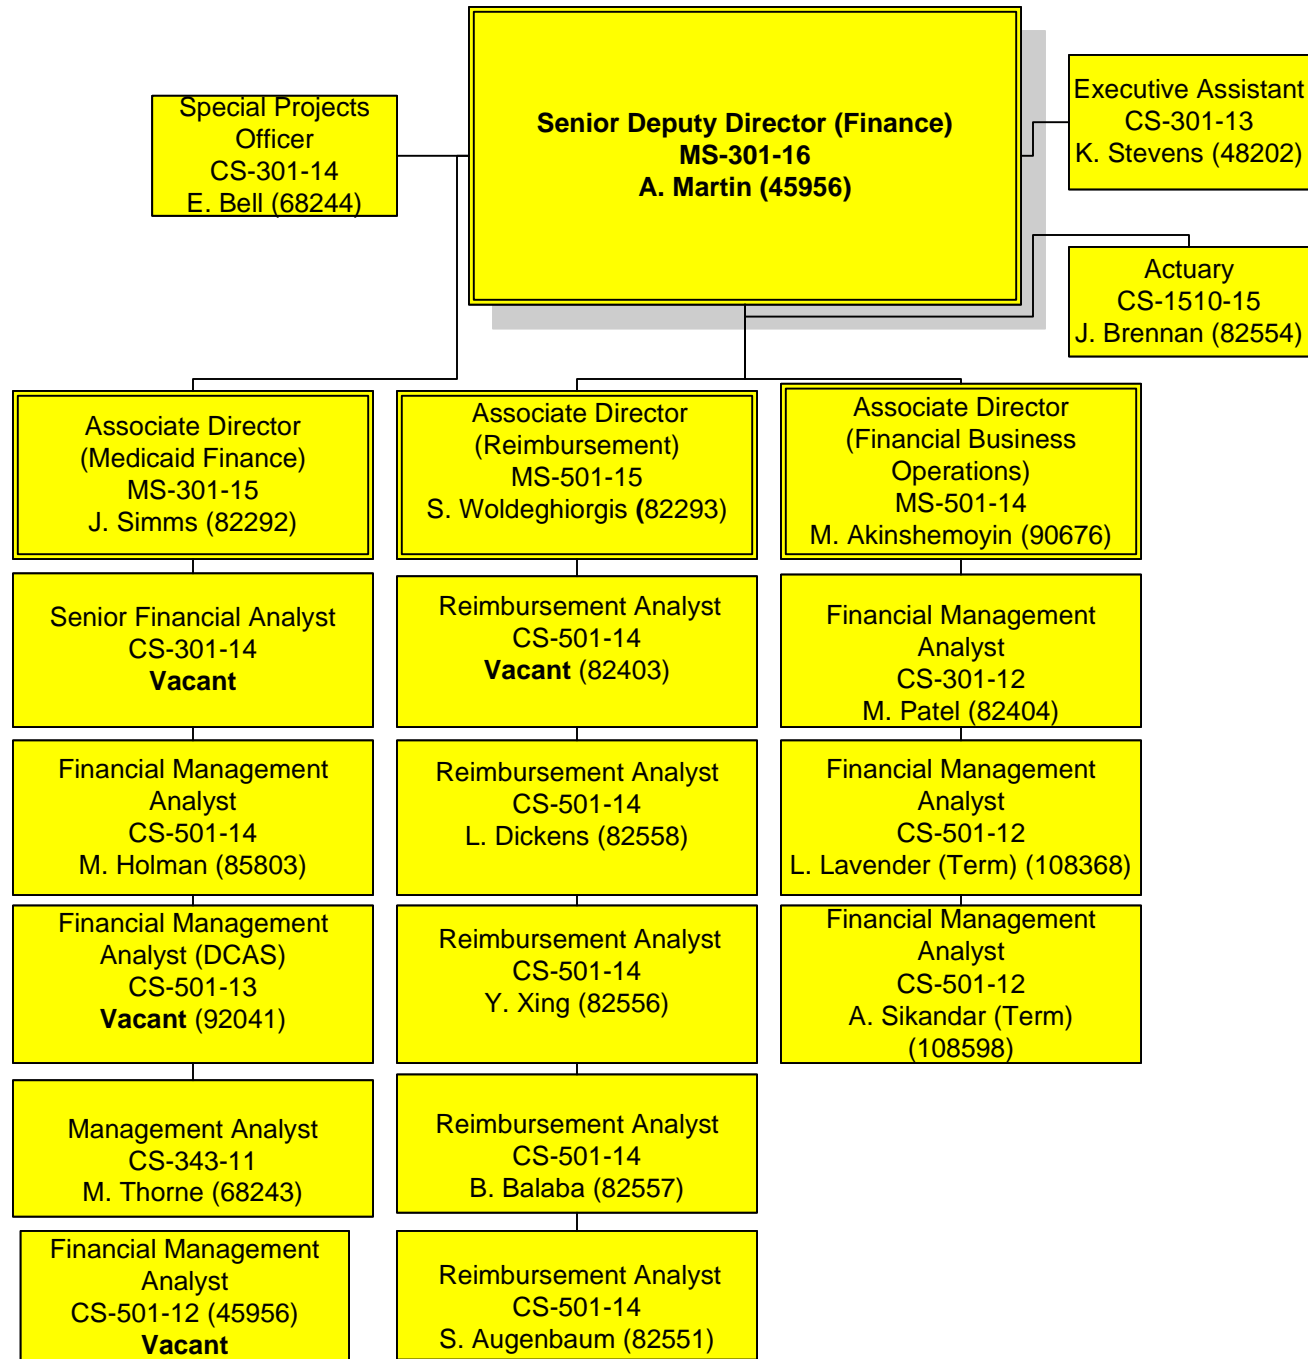 Senior Deputy Director (Finance)
MS-301-16
A. Martin (45956)
Special Projects
Officer
CS-301-14
E. Bell (68244)
Executive Assistant
CS-301-13
K. Stevens (48202)
Actuary
CS-1510-15
J. Brennan (82554)
Associate Director
(Medicaid Finance)
MS-301-15
J. Simms (82292)
Senior Financial Analyst
CS-301-14
Vacant
Financial Management
Analyst
CS-501-14
M. Holman (85803)
Financial Management
Analyst (DCAS)
CS-501-13
Vacant (92041)
Management Analyst
CS-343-11
M. Thorne (68243)
Financial Management
Analyst
CS-501-12 (45956)
Vacant
Associate Director
(Reimbursement)
MS-501-15
S. Woldeghiorgis (82293)
Reimbursement Analyst
CS-501-14
Vacant (82403)
Reimbursement Analyst
CS-501-14
L. Dickens (82558)
Reimbursement Analyst
CS-501-14
Y. Xing (82556)
Reimbursement Analyst
CS-501-14
B. Balaba (82557)
Reimbursement Analyst
CS-501-14
S. Augenbaum (82551)
Associate Director
(Financial Business
Operations)
MS-501-14
M. Akinshemoyin (90676)
Financial Management
Analyst
CS-301-12
M. Patel (82404)
Financial Management
Analyst
CS-501-12
L. Lavender (Term) (108368)
Financial Management
Analyst
CS-501-12
A. Sikandar (Term)
(108598)